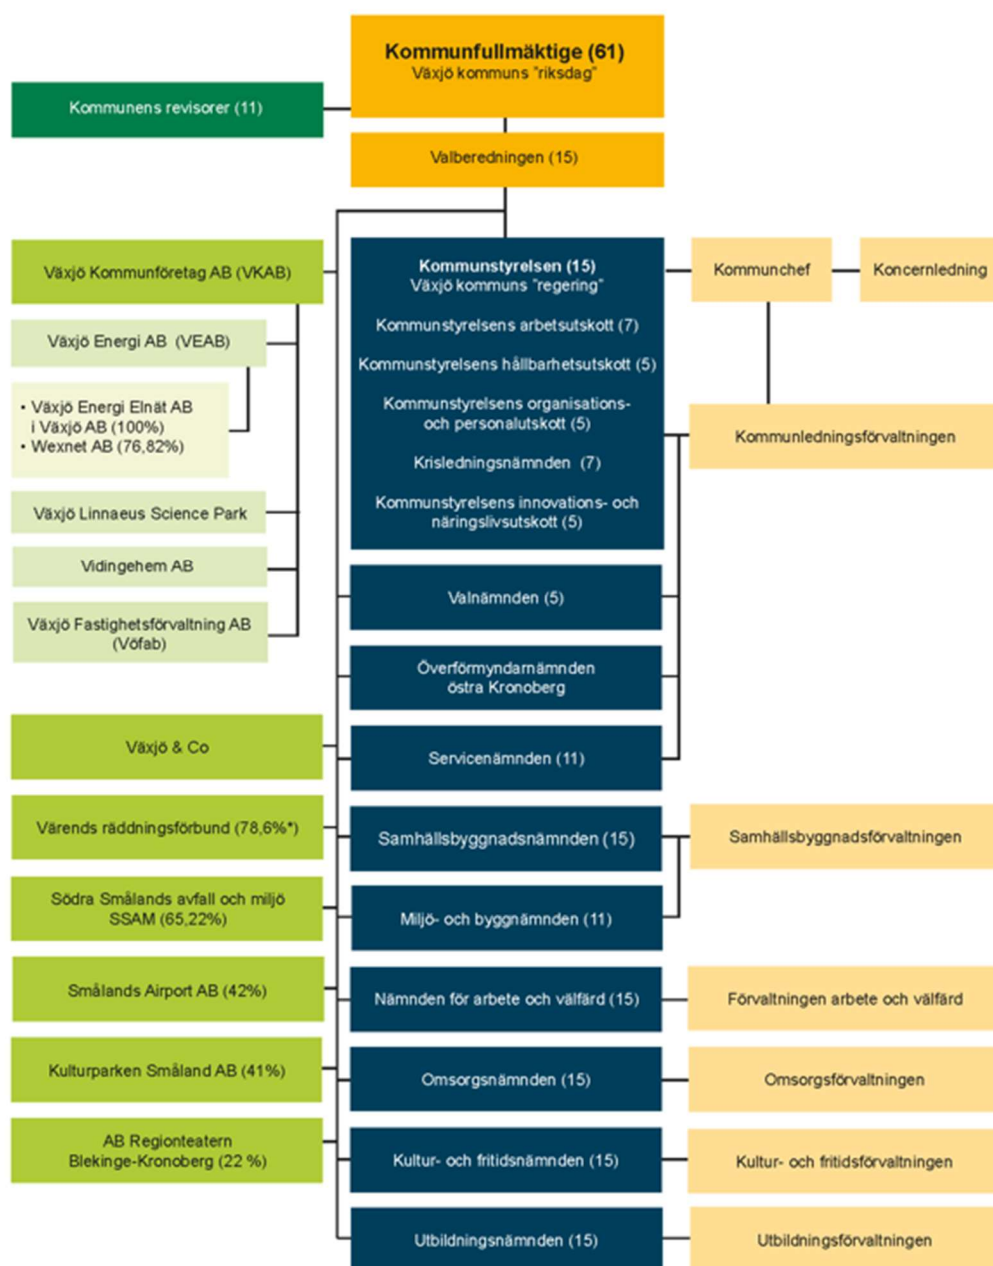 Kommunfullmäktige (61)
Växjö kommuns "riksdag"
Kommunens revisorer (11)
Valberedningen (15)
Växjö Kommunföretag AB (VKAB)
Växjö Energi AB (VEAB)
• Växjö Energi Elnät AB
i Växjö AB (100%)
• Wexnet AB (76,82%)
Växjö Linnaeus Science Park
Vidingehem AB
Växjö Fastighetsförvaltning AB
(Vöfab)
Växjö & Co
Värends räddningsförbund (78,6%*)
Södra Smålands avfall och miljö
SSAM (65,22%)
Smålands Airport AB (42%)
Kulturparken Småland AB (41%)
AB Regionteatern
Blekinge-Kronoberg (22 %)
Kommunstyrelsen (15)
Växjö kommuns "regering"
Kommunstyrelsens arbetsutskott (7)
Kommunstyrelsens hållbarhetsutskott (5)
Kommunstyrelsens organisations-
och personalutskott (5)
Krisledningsnämnden (7)
Kommunstyrelsens innovations- och
näringslivsutskott (5)
Valnämnden (5)
Överförmyndarnämnden
östra Kronoberg
Servicenämnden (11)
Samhällsbyggnadsnämnden (15)
Miljö- och byggnämnden (11)
Nämnden för arbete och välfärd (15)
Omsorgsnämnden (15)
Kultur- och fritidsnämnden (15)
Utbildningsnämnden (15)
Kommunchef
Koncernledning
Kommunledningsförvaltningen
Samhällsbyggnadsförvaltningen
Förvaltningen arbete och välfärd
Omsorgsförvaltningen
Kultur- och fritidsförvaltningen
Utbildningsförvaltningen